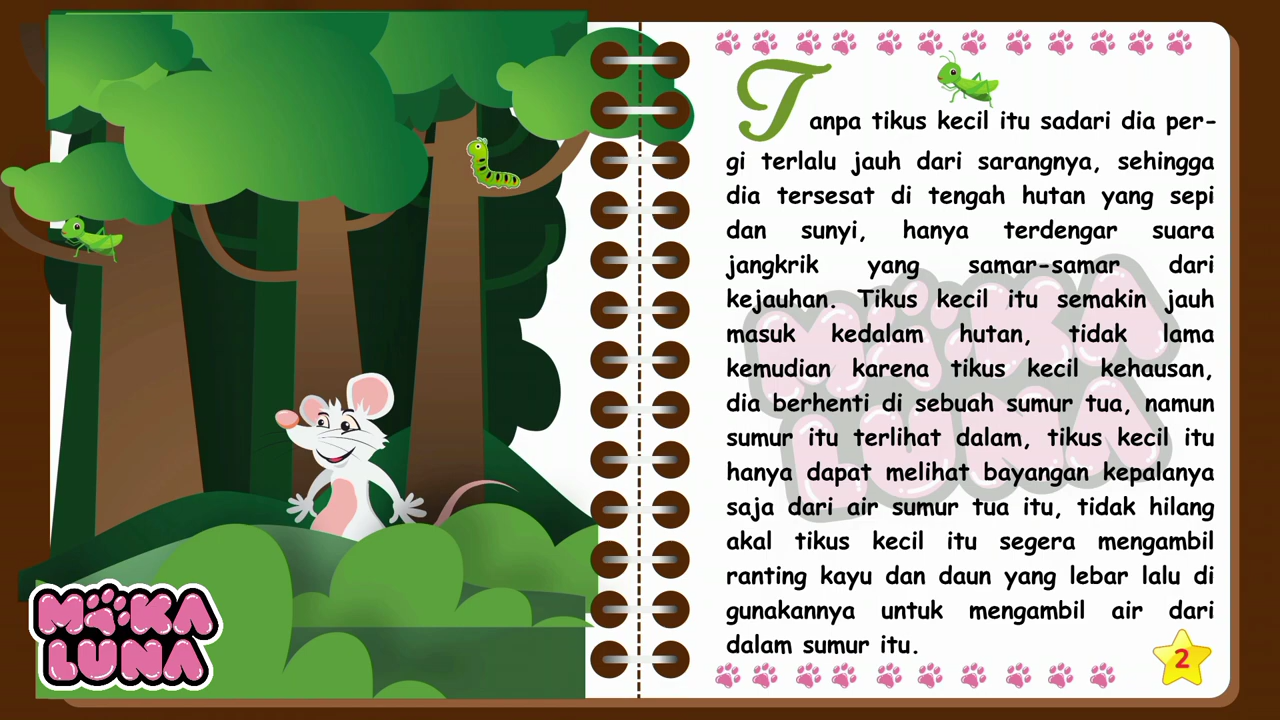 Tanpa tikus kecil itu sadari dia per-
gi terlalu jauh dari sarangnya, sehingga
dia tersesat di tengah hutan yang sepi
dan sunyi, hanya terdengar suara
jangkrik yang samar-samar dari
kejauhan. Tikus kecil itu semakin jauh
masuk kedalam hutan, tidak lama
kemudian karena tikus kecil kehausan,
dia berhenti di sebuah sumur tua, namun
sumur itu terlihat dalam, tikus kecil itu
hanya dapat melihat bayangan kepalanya
saja dari air sumur tua itu, tidak hilang
akal tikus kecil itu segera mengambil
ranting kayu dan daun yang lebar lalu di
gunakannya untuk mengambil air dari
dalam sumur itu.
2
MOKA
LUNA
MOKA
LUNA